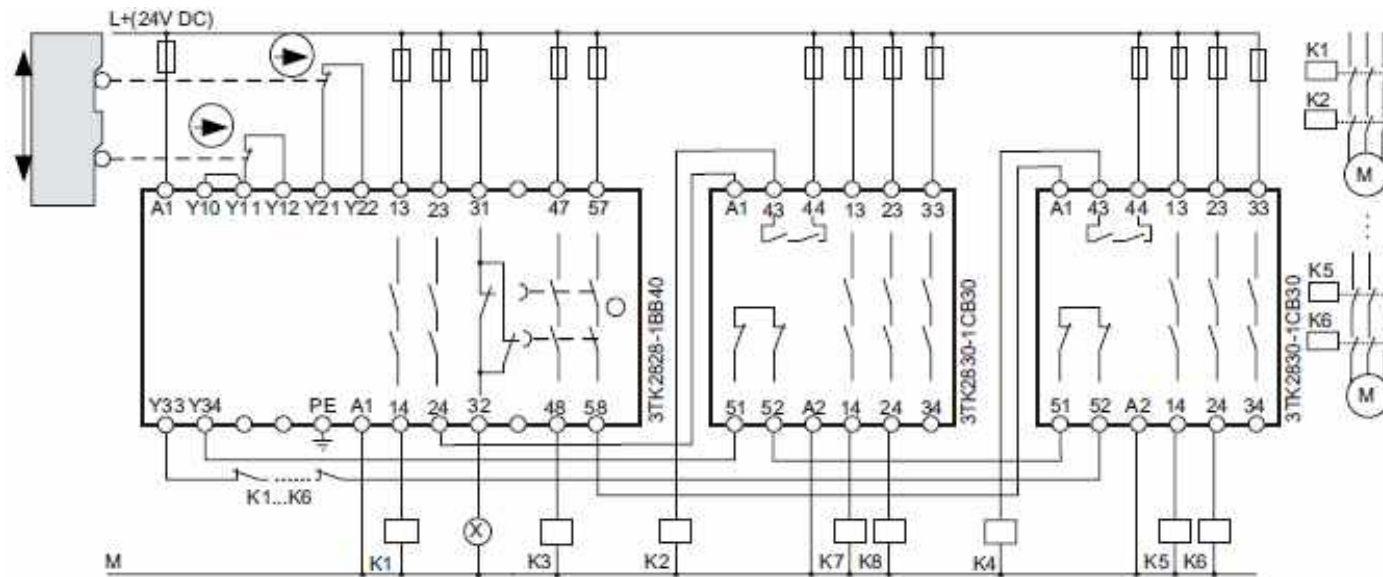 L+(24V DC)
K1
K2
M
A1 Y10 Y11 Y12 Y21 Y22 13 23 31 47 57
A1 43 44 13 23 33
A1 43 44 13 23 33
3TK2828-1BB40
3TK2830-1CB30
3TK2830-1CB30
K5
K6
M
Y33 Y34 PE A1 14 24 32 48 58
51 52 A2 14 24 34
51 52 A2 14 24 34
K1...K6
X
M K1 K3 K2 K7 K8 K4 K5 K6